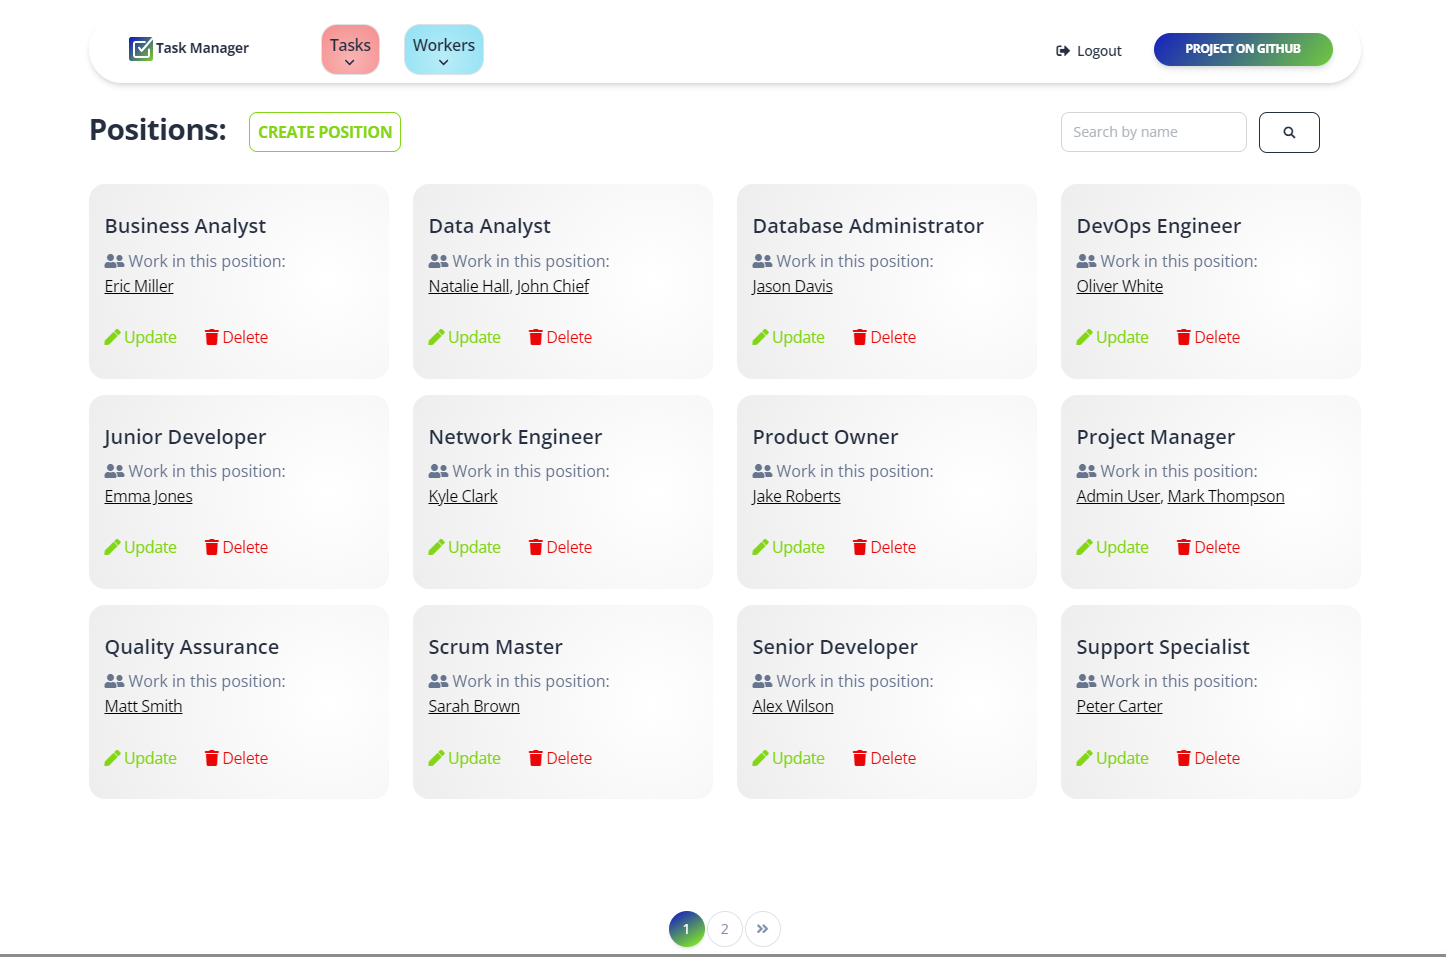 Task Manager
Tasks
Workers
Logout
PROJECT ON GITHUB
Positions:
CREATE POSITION
Search by name
Business Analyst
Work in this position:
Eric Miller
Update Delete
Data Analyst
Work in this position:
Natalie Hall, John Chief
Update Delete
Database Administrator
Work in this position:
Jason Davis
Update Delete
DevOps Engineer
Work in this position:
Oliver White
Update Delete
Junior Developer
Work in this position:
Emma Jones
Update Delete
Network Engineer
Work in this position:
Kyle Clark
Update Delete
Product Owner
Work in this position:
Jake Roberts
Update Delete
Project Manager
Work in this position:
Admin User, Mark Thompson
Update Delete
Quality Assurance
Work in this position:
Matt Smith
Update Delete
Scrum Master
Work in this position:
Sarah Brown
Update Delete
Senior Developer
Work in this position:
Alex Wilson
Update Delete
Support Specialist
Work in this position:
Peter Carter
Update Delete
1 2 »